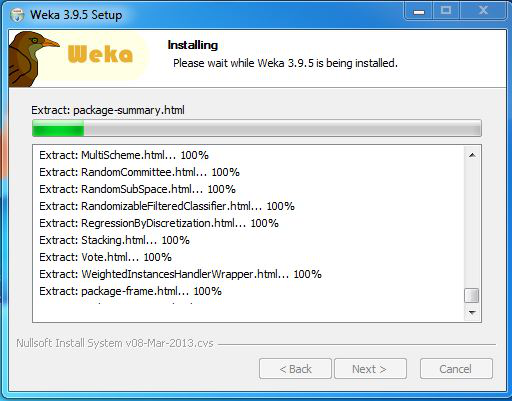 Weka 3.9.5 Setup
Weka
Installing
Please wait while Weka 3.9.5 is being installed.
Extract: package-summary.html
Extract: MultiScheme.html... 100%
Extract: RandomCommittee.html... 100%
Extract: RandomSubSpace.html... 100%
Extract: RandomizableFilteredClassifier.html... 100%
Extract: RegressionByDiscretization.html... 100%
Extract: Stacking.html... 100%
Extract: Vote.html... 100%
Extract: WeightedInstancesHandlerWrapper.html... 100%
Extract: package-frame.html... 100%
Nullsoft Install System v08-Mar-2013.cvs
< Back
Next >
Cancel